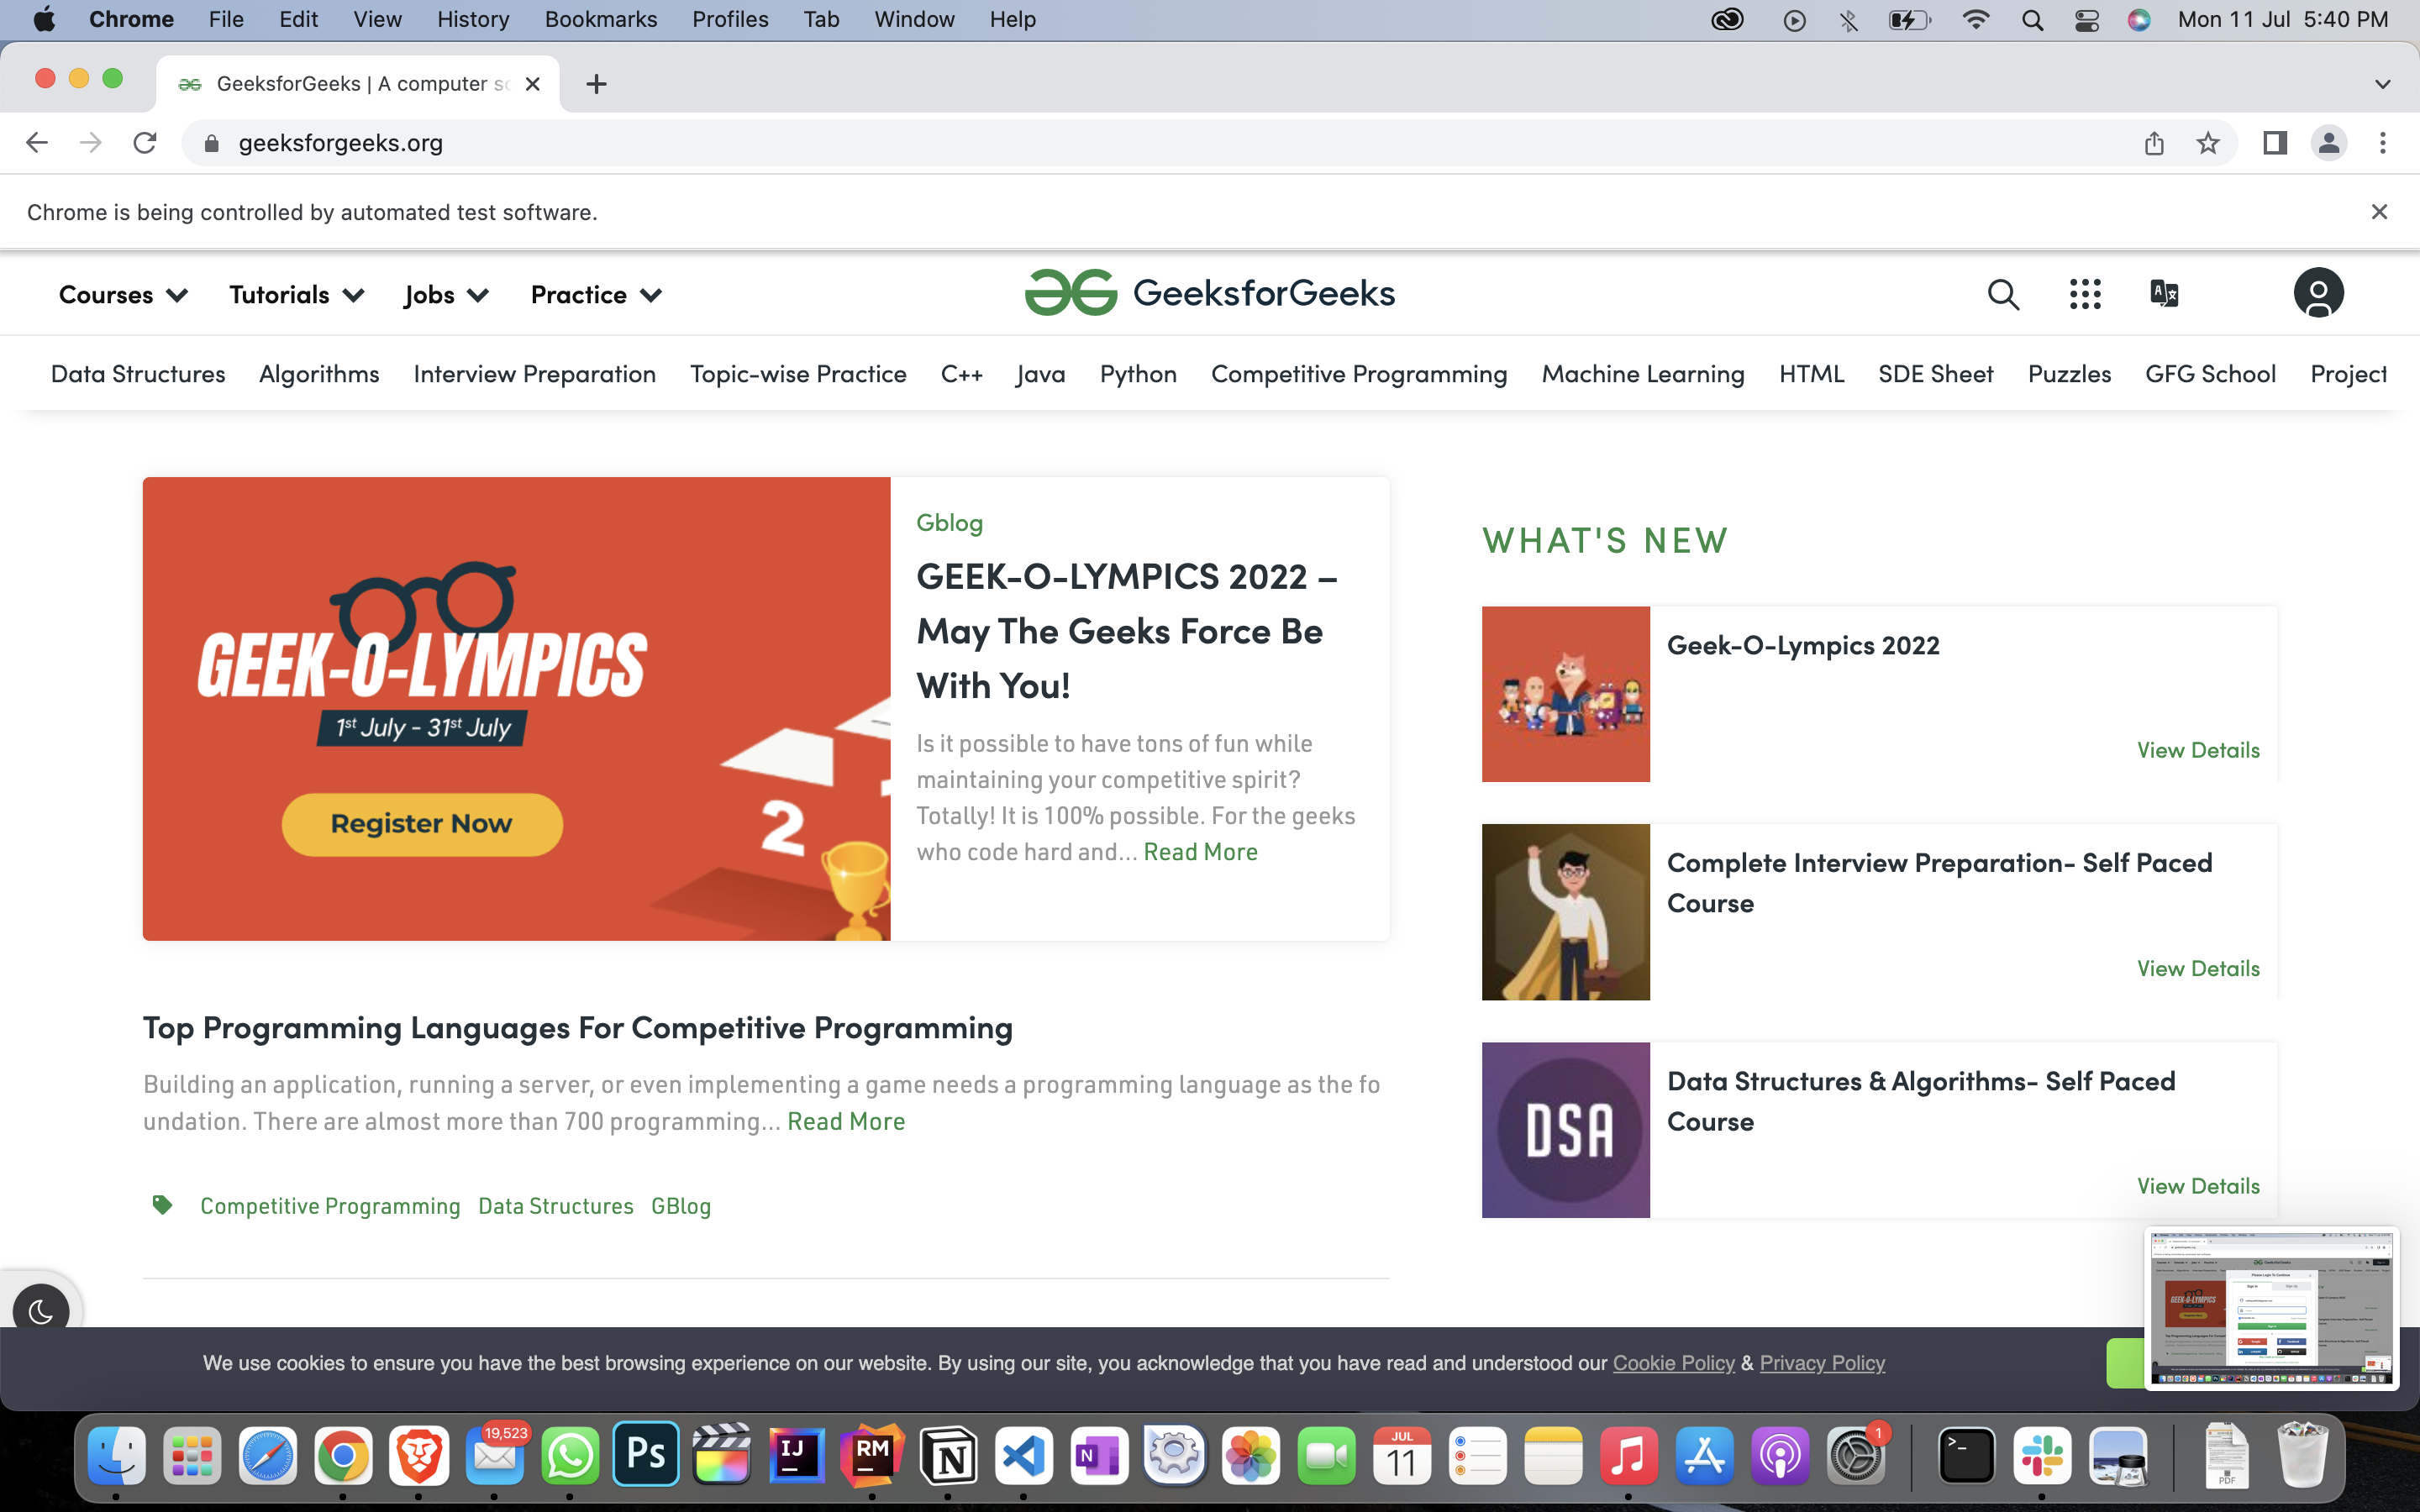 Chrome File Edit View History Bookmarks Profiles Tab Window Help Mon 11 Jul 5:40 PM
GeeksforGeeks | A computer sc
geeksforgeeks.org
Chrome is being controlled by automated test software.
Courses Tutorials Jobs Practice GeeksforGeeks
Data Structures Algorithms Interview Preparation Topic-wise Practice C++ Java Python Competitive Programming Machine Learning HTML SDE Sheet Puzzles GFG School Project
GEEK-O-LYMPICS
1st July - 31st July
Register Now
2
Gblog
GEEK-O-LYMPICS 2022 –
May The Geeks Force Be
With You!
Is it possible to have tons of fun while
maintaining your competitive spirit?
Totally! It is 100% possible. For the geeks
who code hard and... Read More
WHAT'S NEW
Geek-O-Lympics 2022
View Details
Complete Interview Preparation- Self Paced
Course
View Details
DSA
Data Structures & Algorithms- Self Paced
Course
View Details
Top Programming Languages For Competitive Programming
Building an application, running a server, or even implementing a game needs a programming language as the fo
undation. There are almost more than 700 programming... Read More
Competitive Programming Data Structures GBlog
We use cookies to ensure you have the best browsing experience on our website. By using our site, you acknowledge that you have read and understood our Cookie Policy & Privacy Policy
19,523
Ps
IJ
RM
N
N
JUL
11
1
>_
PDF